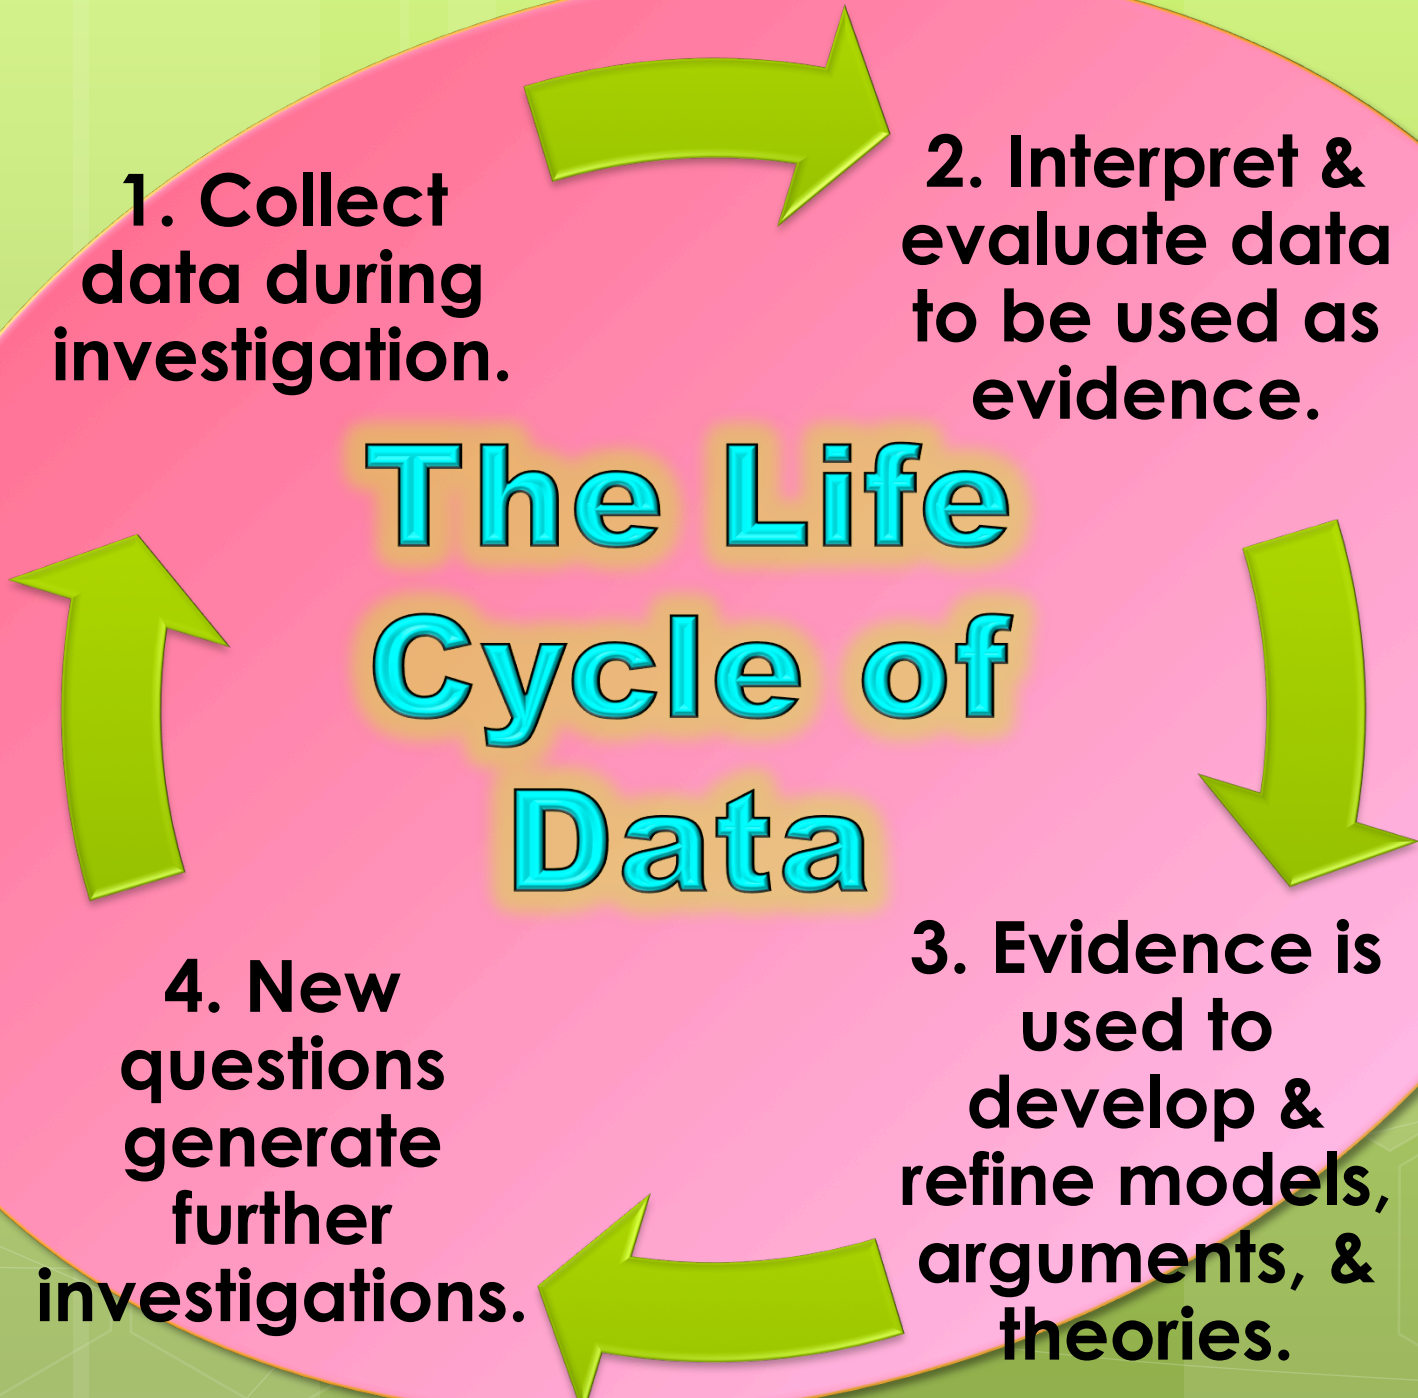 1. Collect
data during
investigation.
2. Interpret &
evaluate data
to be used as
evidence.
The Life
Cycle of
Data
3. Evidence is
used to
develop &
refine models,
arguments, &
theories.
4. New
questions
generate
further
investigations.